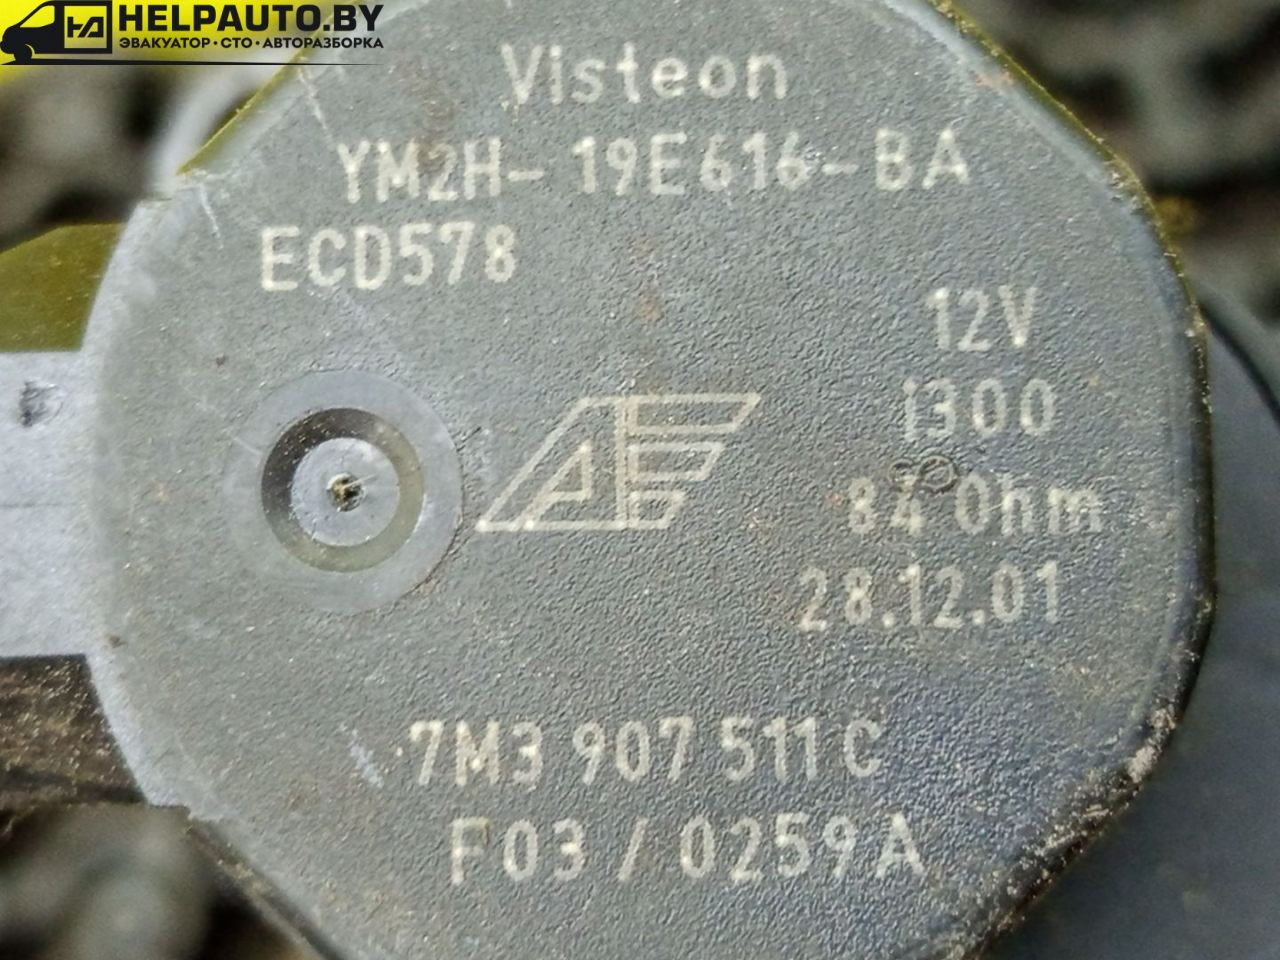 HELPAUTO.BY
ЭВАКУАТОР·СТО·АВТОРАЗБОРКА
Visteon
YM2H-19E616-BA
ECD578
12V
i300
84 Ohm
28.12.01
7M3 907 511 C
F03 / 0259A